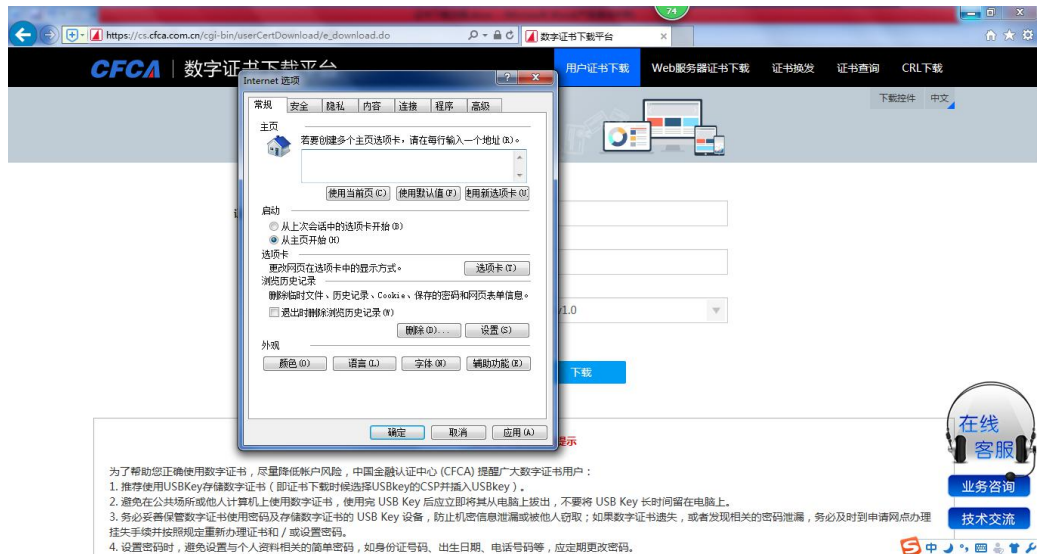 74
https://cs.cfca.com.cn/cgi-bin/userCertDownload/e_download.do
数字证书下载平台
CFCA 数字证书下载平台
用户证书下载 Web服务器证书下载 证书换发 证书查询 CRL下载
下载控件 中文
Internet 选项
常规 安全 隐私 内容 连接 程序 高级
主页
若要创建多个主页选项卡，请在每行输入一个地址(R)。
使用当前页(C) 使用默认值(F) 使用新选项卡(U)
启动
从上次会话中的选项卡开始(B)
从主页开始(H)
选项卡
更改网页在选项卡中的显示方式。 选项卡(T)
浏览历史记录
删除临时文件、历史记录、Cookie、保存的密码和网页表单信息。
退出时删除浏览历史记录(W)
v1.0
删除(D)... 设置(S)
外观
颜色(O) 语言(L) 字体(N) 辅助功能(E)
下载
确定 取消 应用(A)
提示
在线
客服
业务咨询
技术交流
为了帮助您正确使用数字证书，尽量降低帐户风险，中国金融认证中心 (CFCA) 提醒广大数字证书用户：
1. 推荐使用USBKey存储数字证书（即证书下载时候选择USBkey的CSP并插入USBkey）。
2. 避免在公共场所或他人计算机上使用数字证书，使用完 USB Key 后应立即将其从电脑上拔出，不要将 USB Key 长时间留在电脑上。
3. 务必妥善保管数字证书使用密码及存储数字证书的 USB Key 设备，防止机密信息泄漏或被他人窃取；如果数字证书遗失，或者发现相关的密码泄漏，务必及时到申请网点办理
挂失手续并按照规定重新办理证书和 / 或设置密码。
4. 设置密码时，避免设置与个人资料相关的简单密码，如身份证号码、出生日期、电话号码等，应定期更改密码。
中